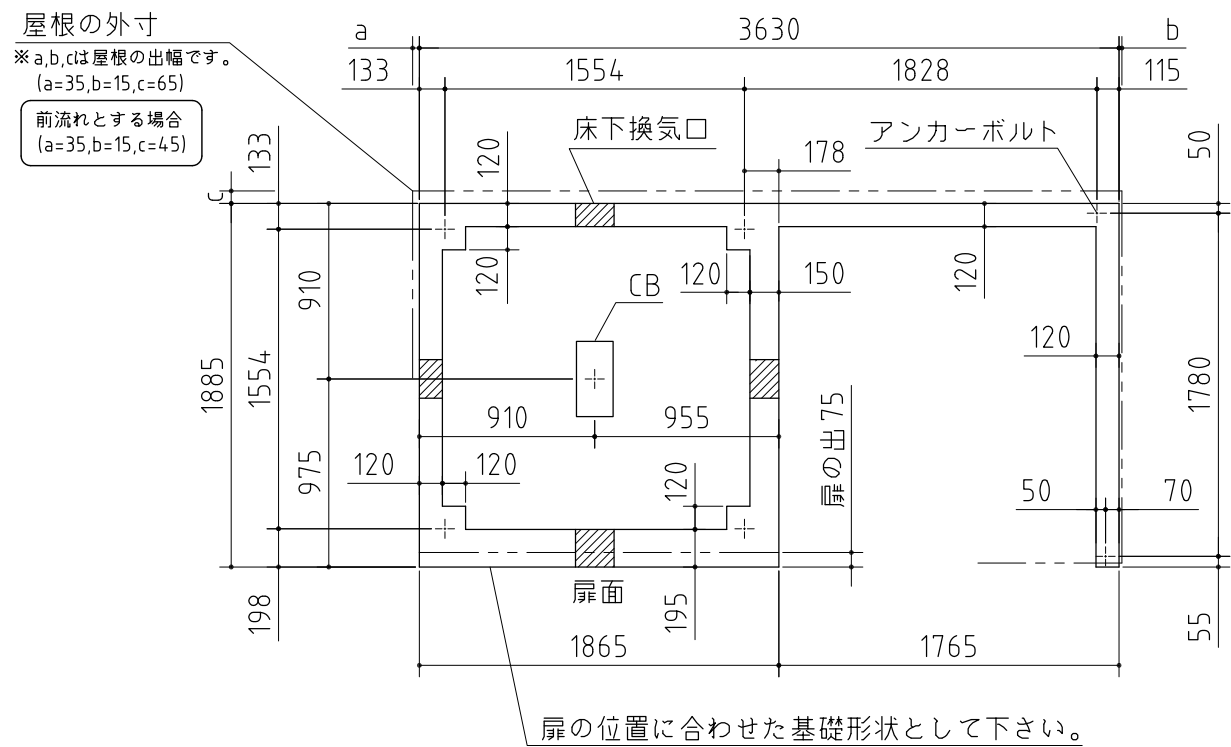 屋根の外寸
※a,b,cは屋根の出幅です。
(a=35,b=15,c=65)
前流れとする場合
(a=35,b=15,c=45)
a
3630
b
133
1554
1828
115
床下換気口
アンカーボルト
133
120
178
50
c
910
120
120
150
120
CB
1885
1554
120
1780
910
955
扉の出 75
975
120
120
120
50
70
扉面
198
195
55
1865
1765
扉の位置に合わせた基礎形状として下さい。